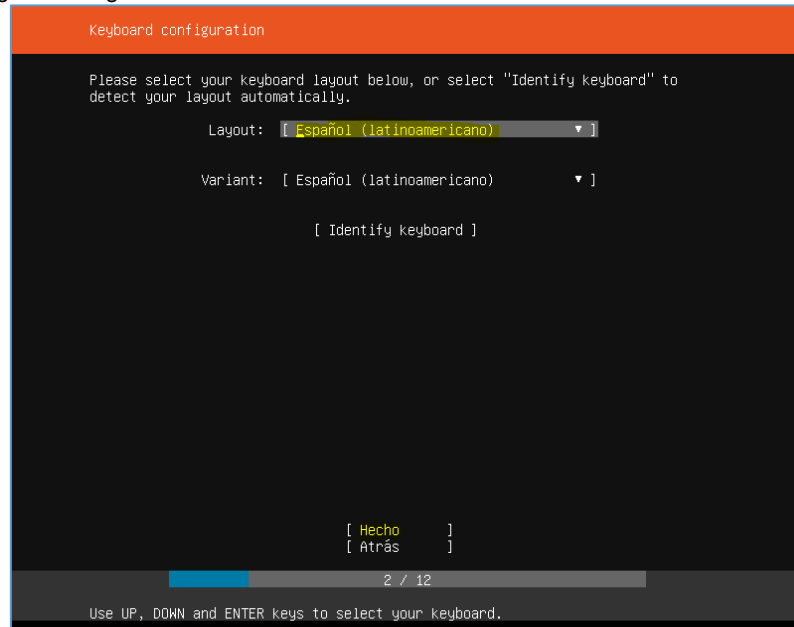 Keyboard configuration
Please select your keyboard layout below, or select "Identify keyboard" to
detect your layout automatically.
Layout: [ Español (latinoamericano) ▾ ]
Variant: [ Español (latinoamericano) ▾ ]
[ Identify keyboard ]
[ Hecho ]
[ Atrás ]
2 / 12
Use UP, DOWN and ENTER keys to select your keyboard.